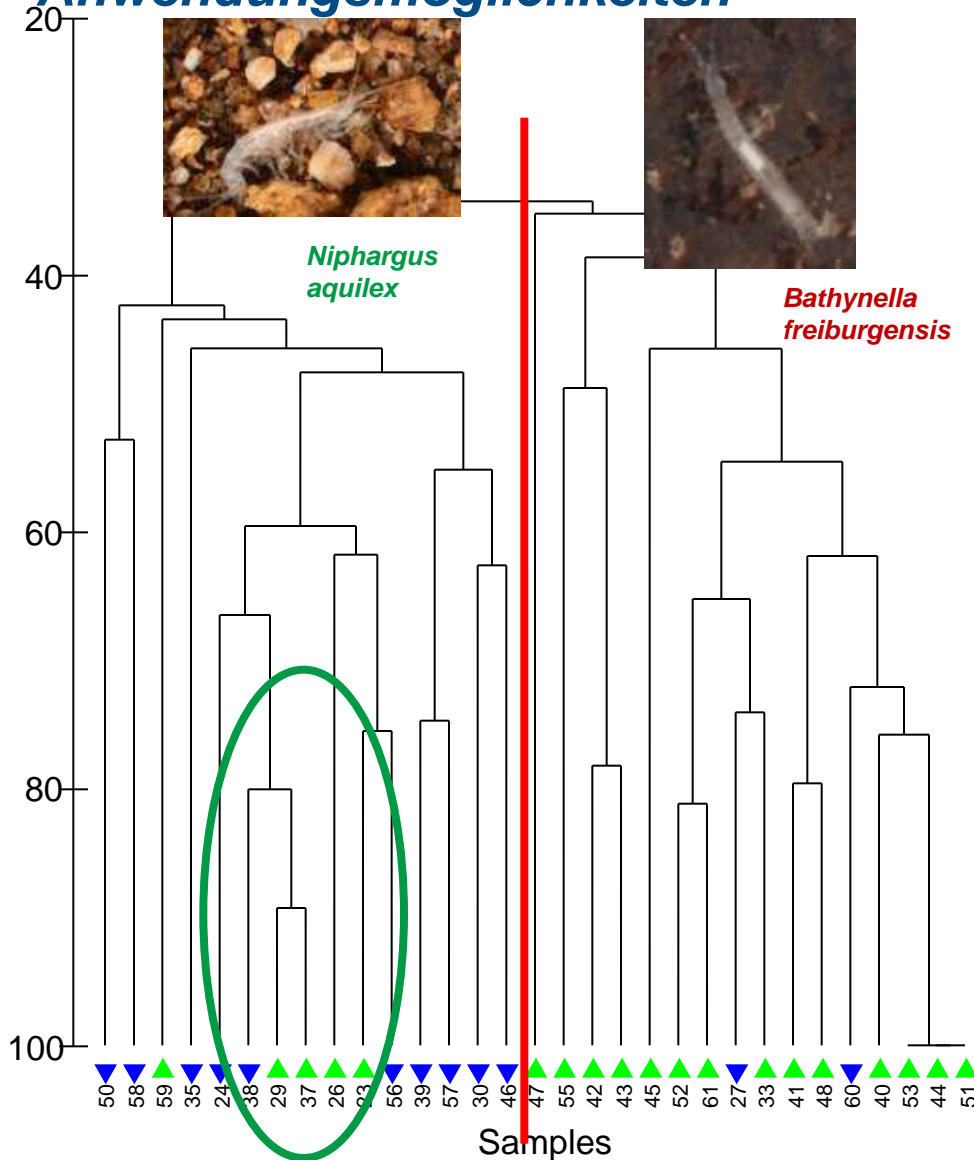 Anwendungsmöglichkeiten
20
Niphargus
aquilex
40
Bathynella
freiburgensis
60
80
100
50 58 59 35 24 38 29 37 26 23 56 39 57 30 46 47 55 42 43 45 52 61 27 33 41 48 60 40 53 44 51
Samples